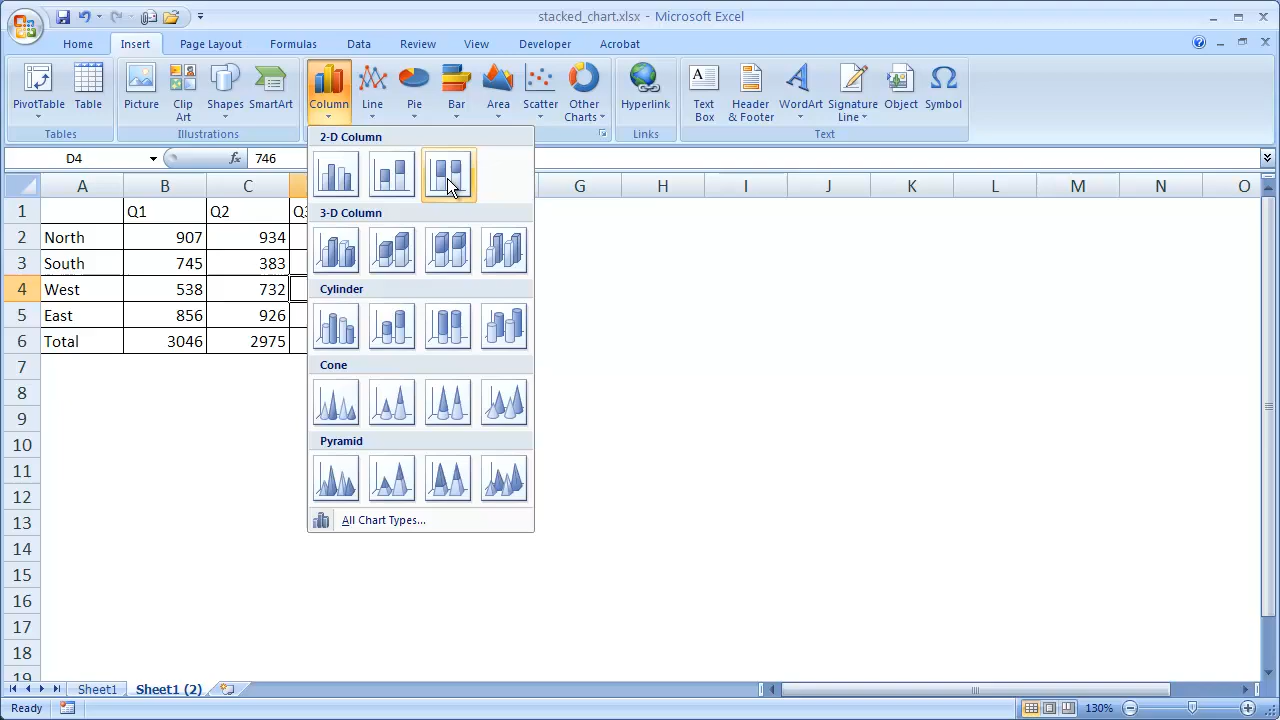 stacked_chart.xlsx - Microsoft Excel
Home Insert Page Layout Formulas Data Review View Developer Acrobat
PivotTable Table Picture Clip Art Shapes SmartArt Column Line Pie Bar Area Scatter Other Charts Hyperlink Text Box Header & Footer WordArt Signature Line Object Symbol
Tables Illustrations Links Text
D4 fx 746
2-D Column
A B C G H I J K L M N O
1 Q1 Q2 Q3
3-D Column
2 North 907 934
3 South 745 383
4 West 538 732
Cylinder
5 East 856 926
6 Total 3046 2975
7
Cone
8
9
10
Pyramid
11
12
13
All Chart Types...
14
15
16
17
18
19
Sheet1 Sheet1 (2)
Ready 130%